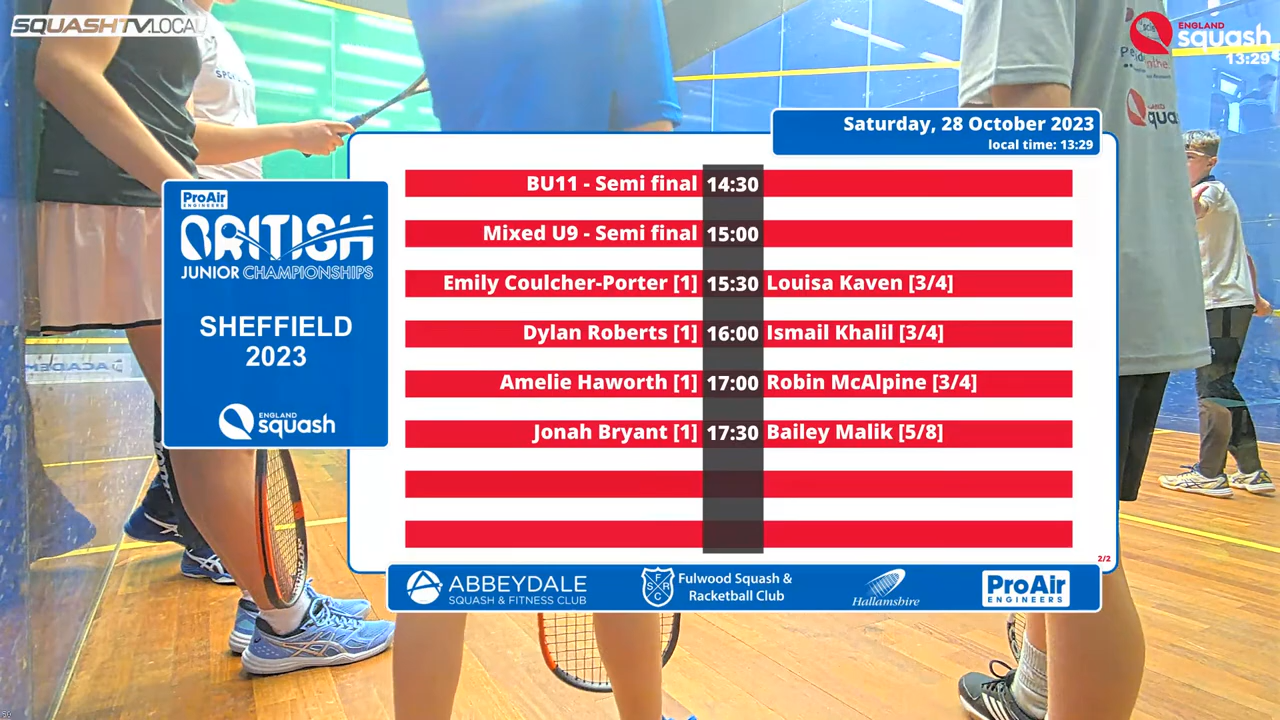 SQUASHTV.LOCAL
ENGLAND
squash
13:29
Saturday, 28 October 2023
local time: 13:29
ProAir
ENGINEERS
BRITISH
JUNIOR CHAMPIONSHIPS
SHEFFIELD
2023
ENGLAND
squash
BU11 - Semi final 14:30
Mixed U9 - Semi final 15:00
Emily Coulcher-Porter [1] 15:30 Louisa Kaven [3/4]
Dylan Roberts [1] 16:00 Ismail Khalil [3/4]
Amelie Haworth [1] 17:00 Robin McAlpine [3/4]
Jonah Bryant [1] 17:30 Bailey Malik [5/8]
2/2
ABBEYDALE
SQUASH & FITNESS CLUB
Fulwood Squash &
Racketball Club
Hallamshire
ProAir
ENGINEERS